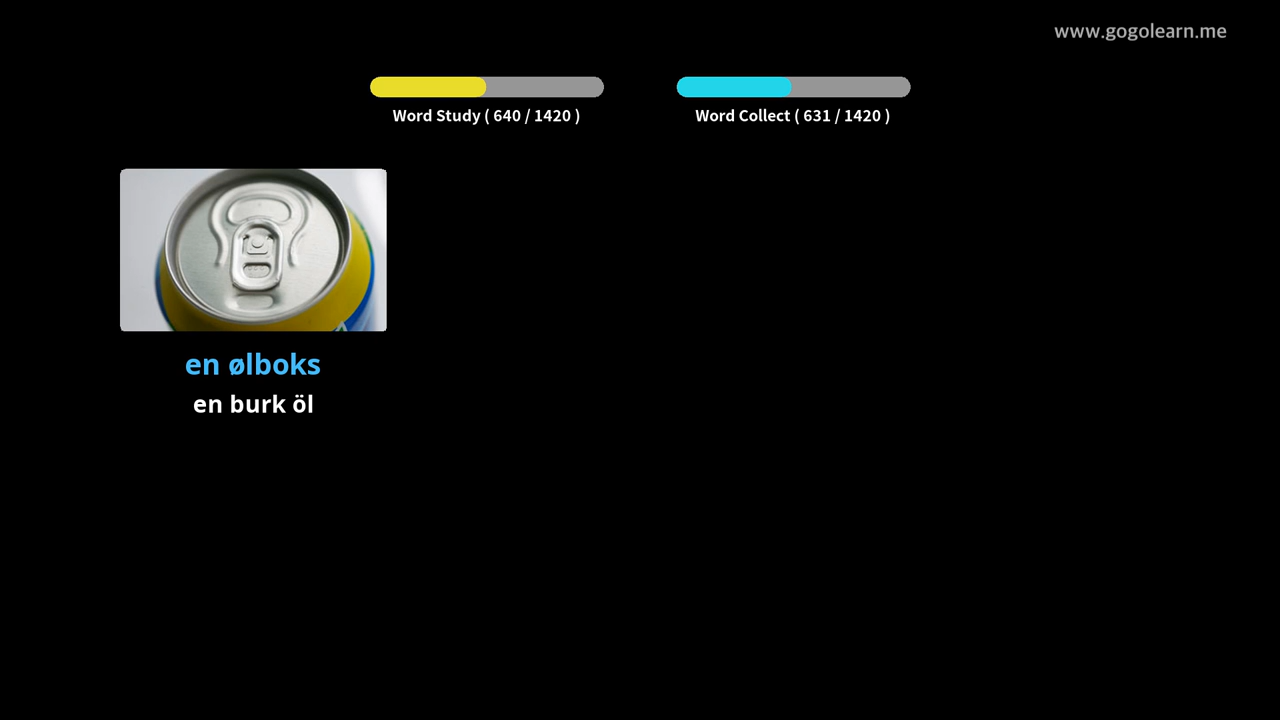 www.gogolearn.me
Word Study ( 640 / 1420 )
Word Collect ( 631 / 1420 )
en ølboks
en burk öl